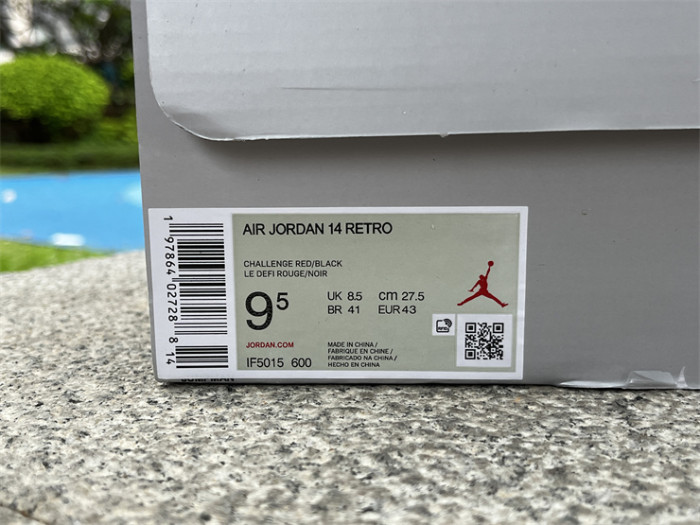 AIR JORDAN 14 RETRO
CHALLENGE RED/BLACK
LE DEFI ROUGE/NOIR
9⁵
UK 8.5 cm 27.5
BR 41 EUR 43
JORDAN.COM
IF5015 600
MADE IN CHINA/
FABRIQUE EN CHINE/
FABRICADO NA CHINA/
HECHO EN CHINA
1 97864 02728 8 14